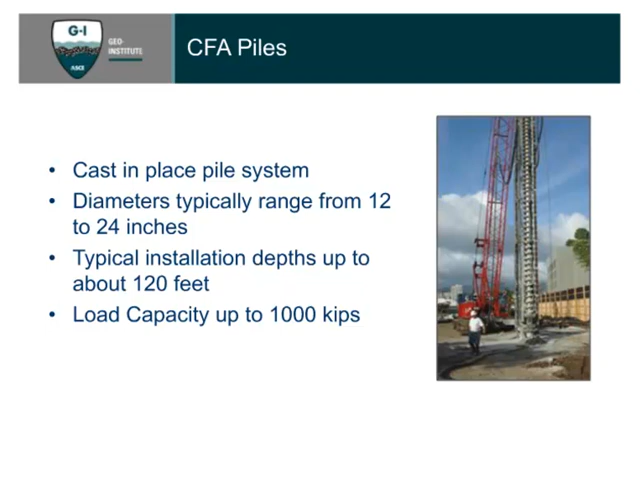 G-I
GEO-
INSTITUTE
ASCE
CFA Piles
• Cast in place pile system
• Diameters typically range from 12
to 24 inches
• Typical installation depths up to
about 120 feet
• Load Capacity up to 1000 kips